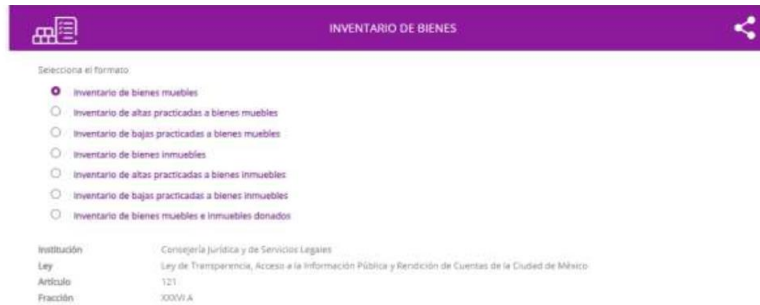 INVENTARIO DE BIENES
Selecciona el formato
Inventario de bienes muebles
Inventario de altas practicadas a bienes muebles
Inventario de bajas practicadas a bienes muebles
Inventario de bienes inmuebles
Inventario de altas practicadas a bienes inmuebles
Inventario de bajas practicadas a bienes inmuebles
Inventario de bienes muebles e inmuebles donados
Institución Consejería Jurídica y de Servicios Legales
Ley Ley de Transparencia, Acceso a la Información Pública y Rendición de Cuentas de la Ciudad de México
Artículo 121
Fracción XXXVI A